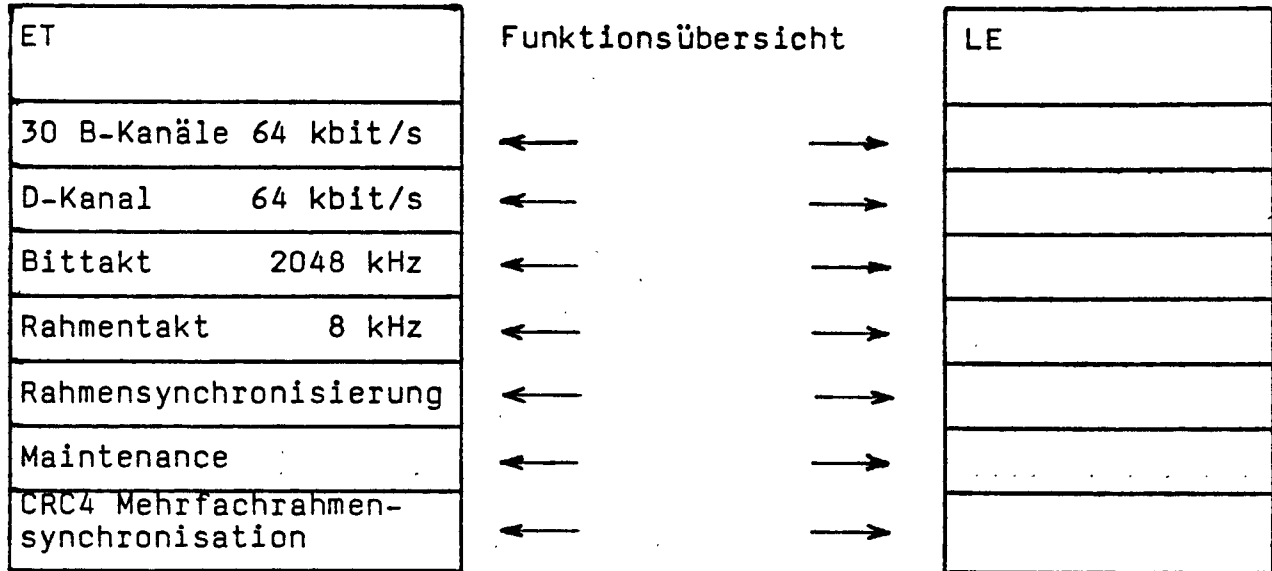 ET
Funktionsübersicht
LE
30 B-Kanäle 64 kbit/s
D-Kanal 64 kbit/s
Bittakt 2048 kHz
Rahmentakt 8 kHz
Rahmensynchronisierung
Maintenance
CRC4 Mehrfachrahmen-
synchronisation